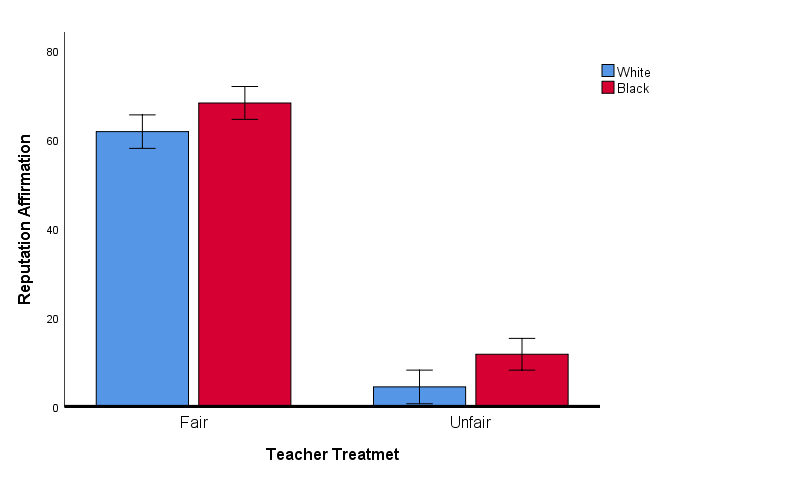 80
60
40
20
0
Reputation Affirmation
Fair
Unfair
Teacher Treatmet
White
Black